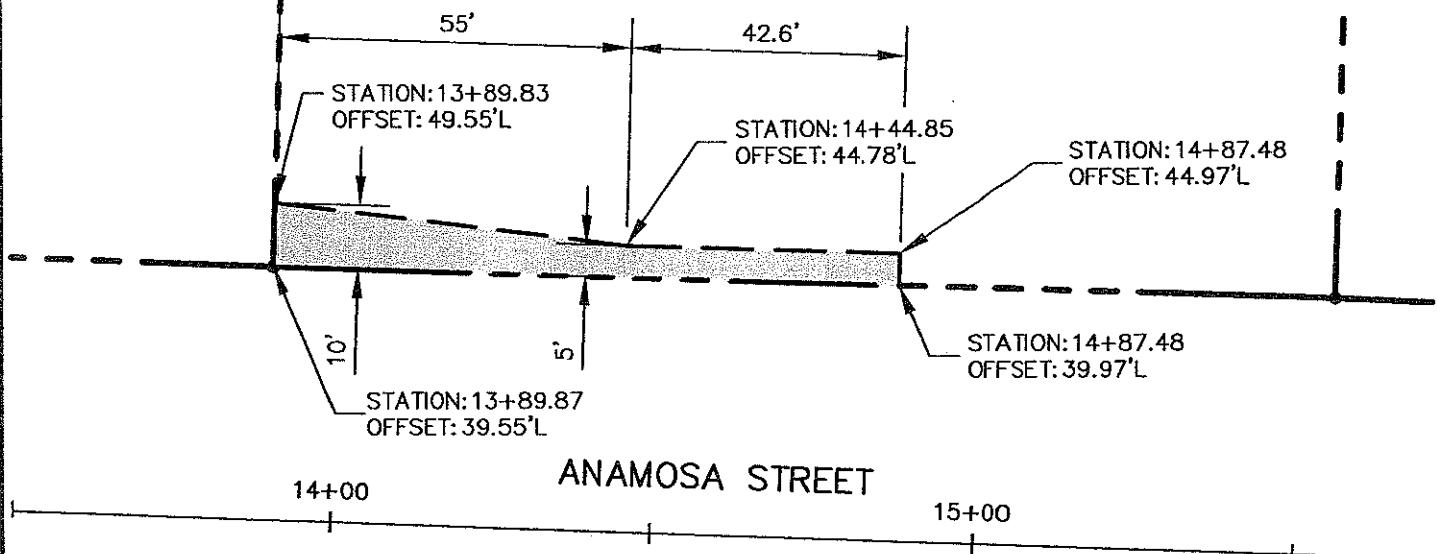 55'
42.6'
STATION:13+89.83
OFFSET: 49.55'L
STATION:14+44.85
OFFSET: 44.78'L
STATION:14+87.48
OFFSET: 44.97'L
10'
5'
STATION:14+87.48
OFFSET: 39.97'L
STATION:13+89.87
OFFSET: 39.55'L
ANAMOSA STREET
14+00
15+00